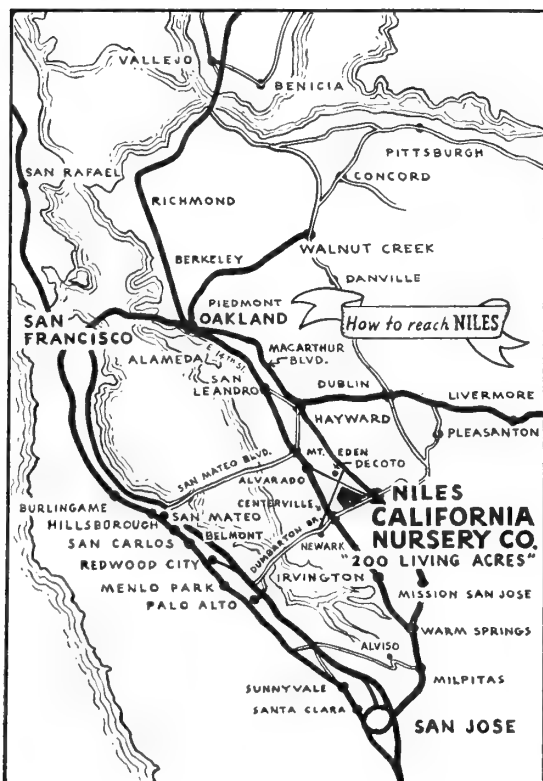 VALLEJO
BENICIA
PITTSBURGH
SAN RAFAEL
CONCORD
RICHMOND
BERKELEY
WALNUT CREEK
DANVILLE
PIEDMONT
OAKLAND
SAN
FRANCISCO
How to reach NILES
ALAMEDA
E. 14TH ST.
MACARTHUR
BLVD.
SAN
LEANDRO
DUBLIN
LIVERMORE
HAYWARD
PLEASANTON
MT. EDEN
SAN MATEO BLVD.
ALVARADO
DECOTO
BURLINGAME
HILLSBOROUGH
SAN MATEO
CENTERVILLE
NILES
CALIFORNIA
NURSERY CO.
"200 LIVING ACRES"
SAN CARLOS
BELMONT
DUMBARTON BR.
NEWARK
REDWOOD CITY
IRVINGTON
MENLO PARK
MISSION SAN JOSE
PALO ALTO
WARM SPRINGS
ALVISO
MILPITAS
SUNNYVALE
SANTA CLARA
SAN JOSE